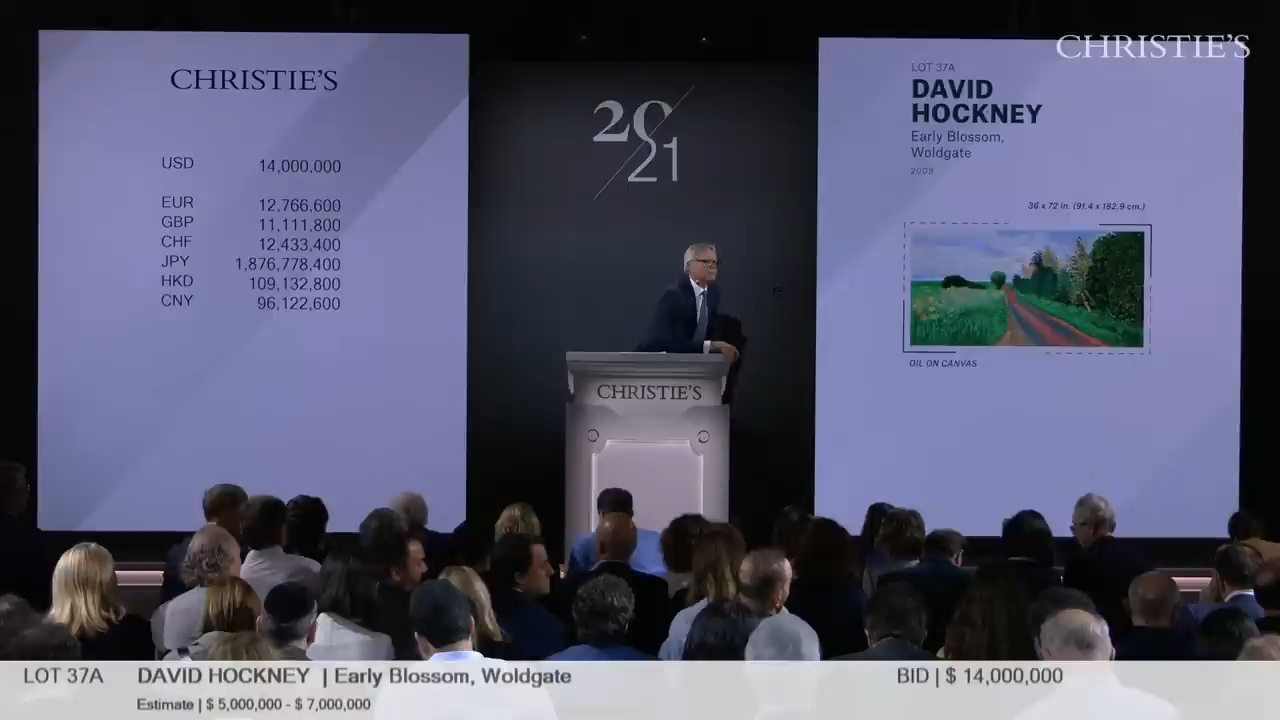 CHRISTIE'S
USD 14,000,000
EUR 12,766,600
GBP 11,111,800
CHF 12,433,400
JPY 1,876,778,400
HKD 109,132,800
CNY 96,122,600
20
21
CHRISTIE'S
CHRISTIE'S
LOT 37A
DAVID
HOCKNEY
Early Blossom,
Woldgate
2009
36 x 72 in. (91.4 x 182.9 cm.)
OIL ON CANVAS
LOT 37A DAVID HOCKNEY | Early Blossom, Woldgate BID | $ 14,000,000
Estimate | $ 5,000,000 - $ 7,000,000